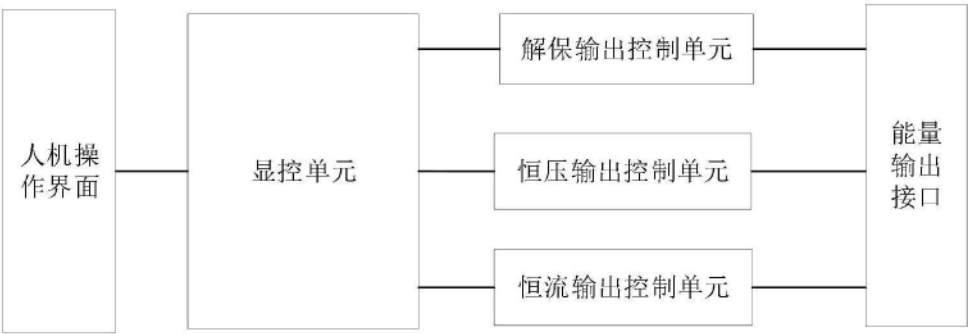 人机操
作界面
显控单元
解保输出控制单元
恒压输出控制单元
恒流输出控制单元
能量
输出
接口